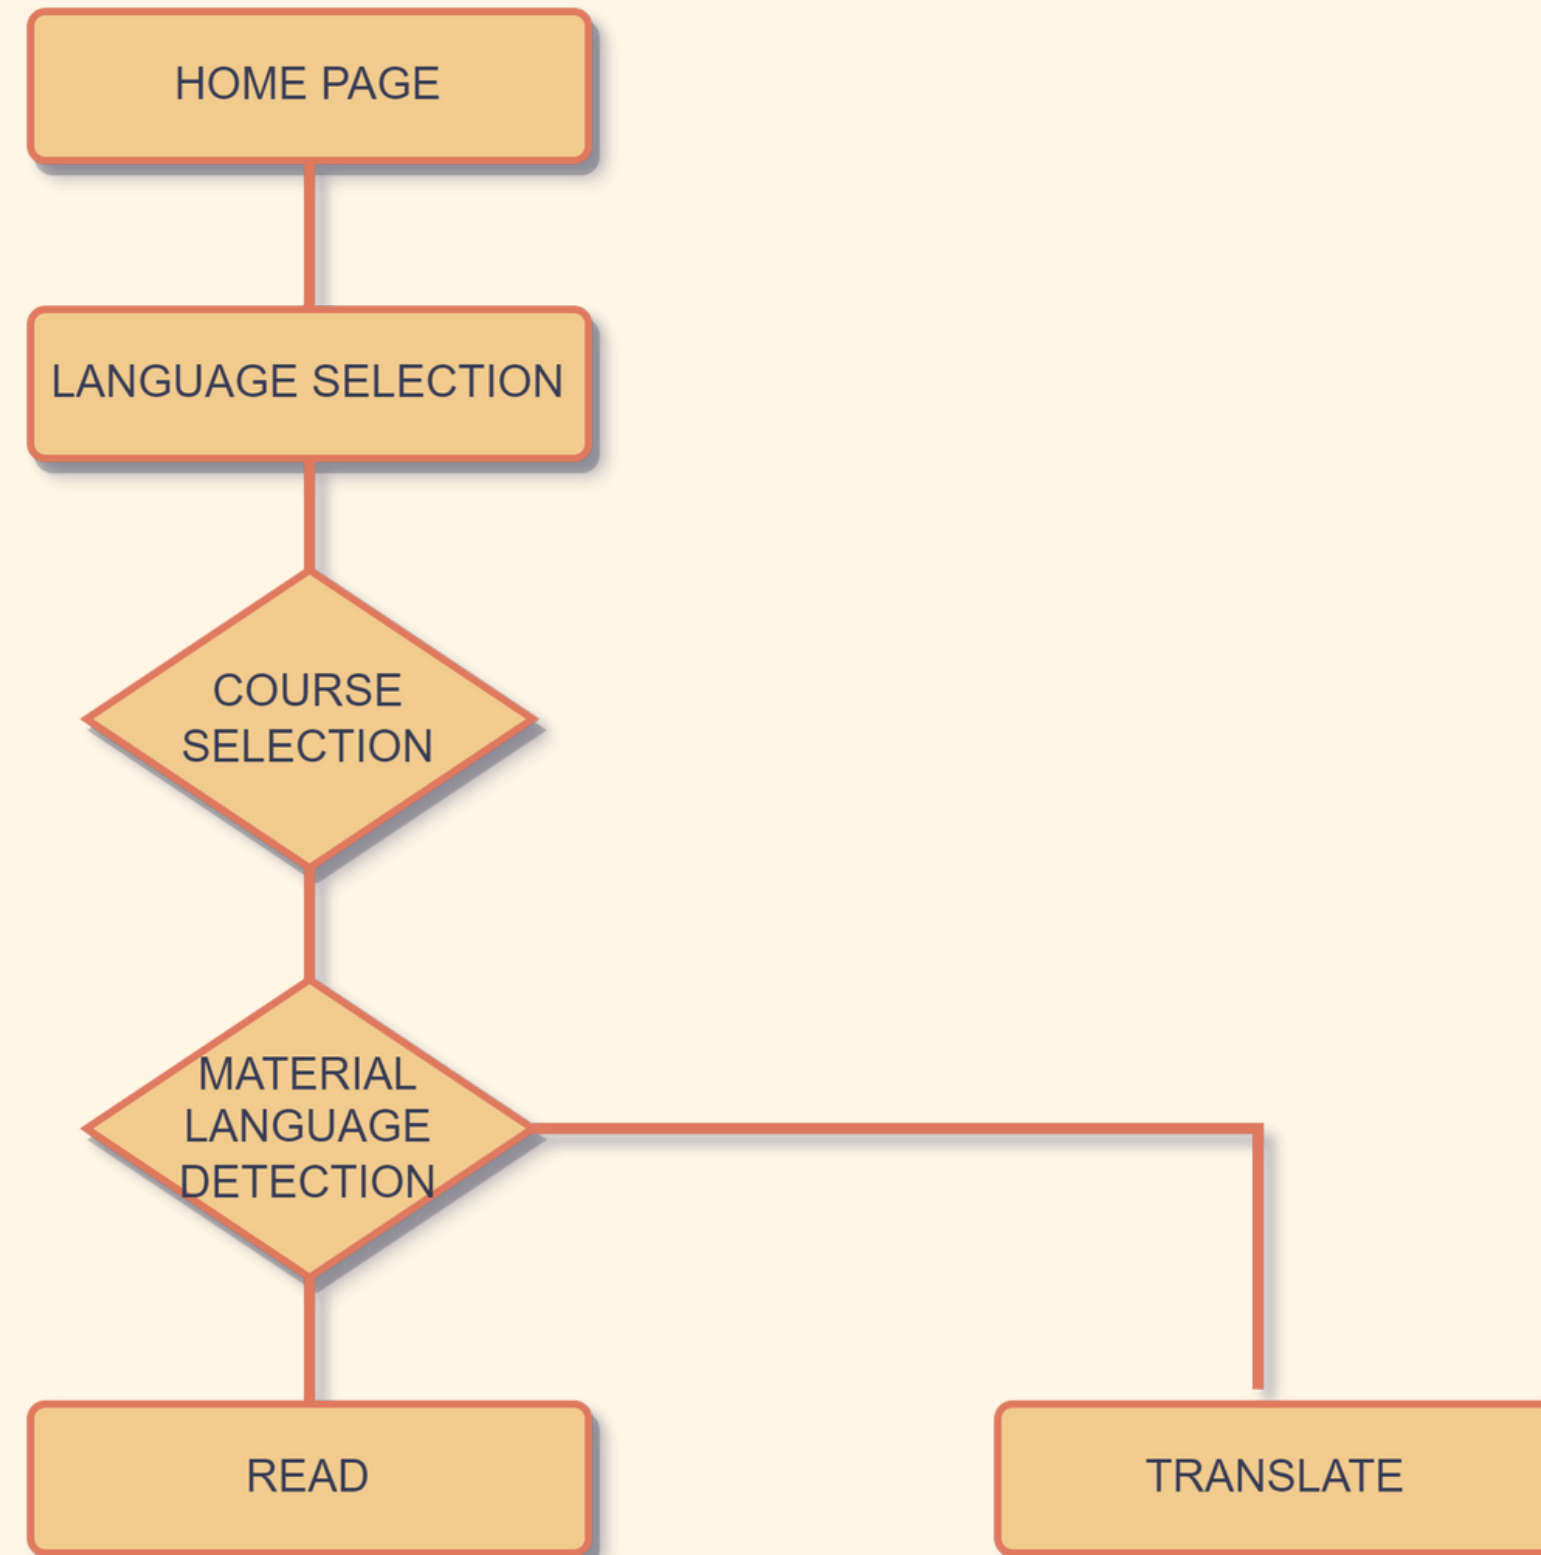 HOME PAGE
LANGUAGE SELECTION
COURSE
SELECTION
MATERIAL
LANGUAGE
DETECTION
READ
TRANSLATE